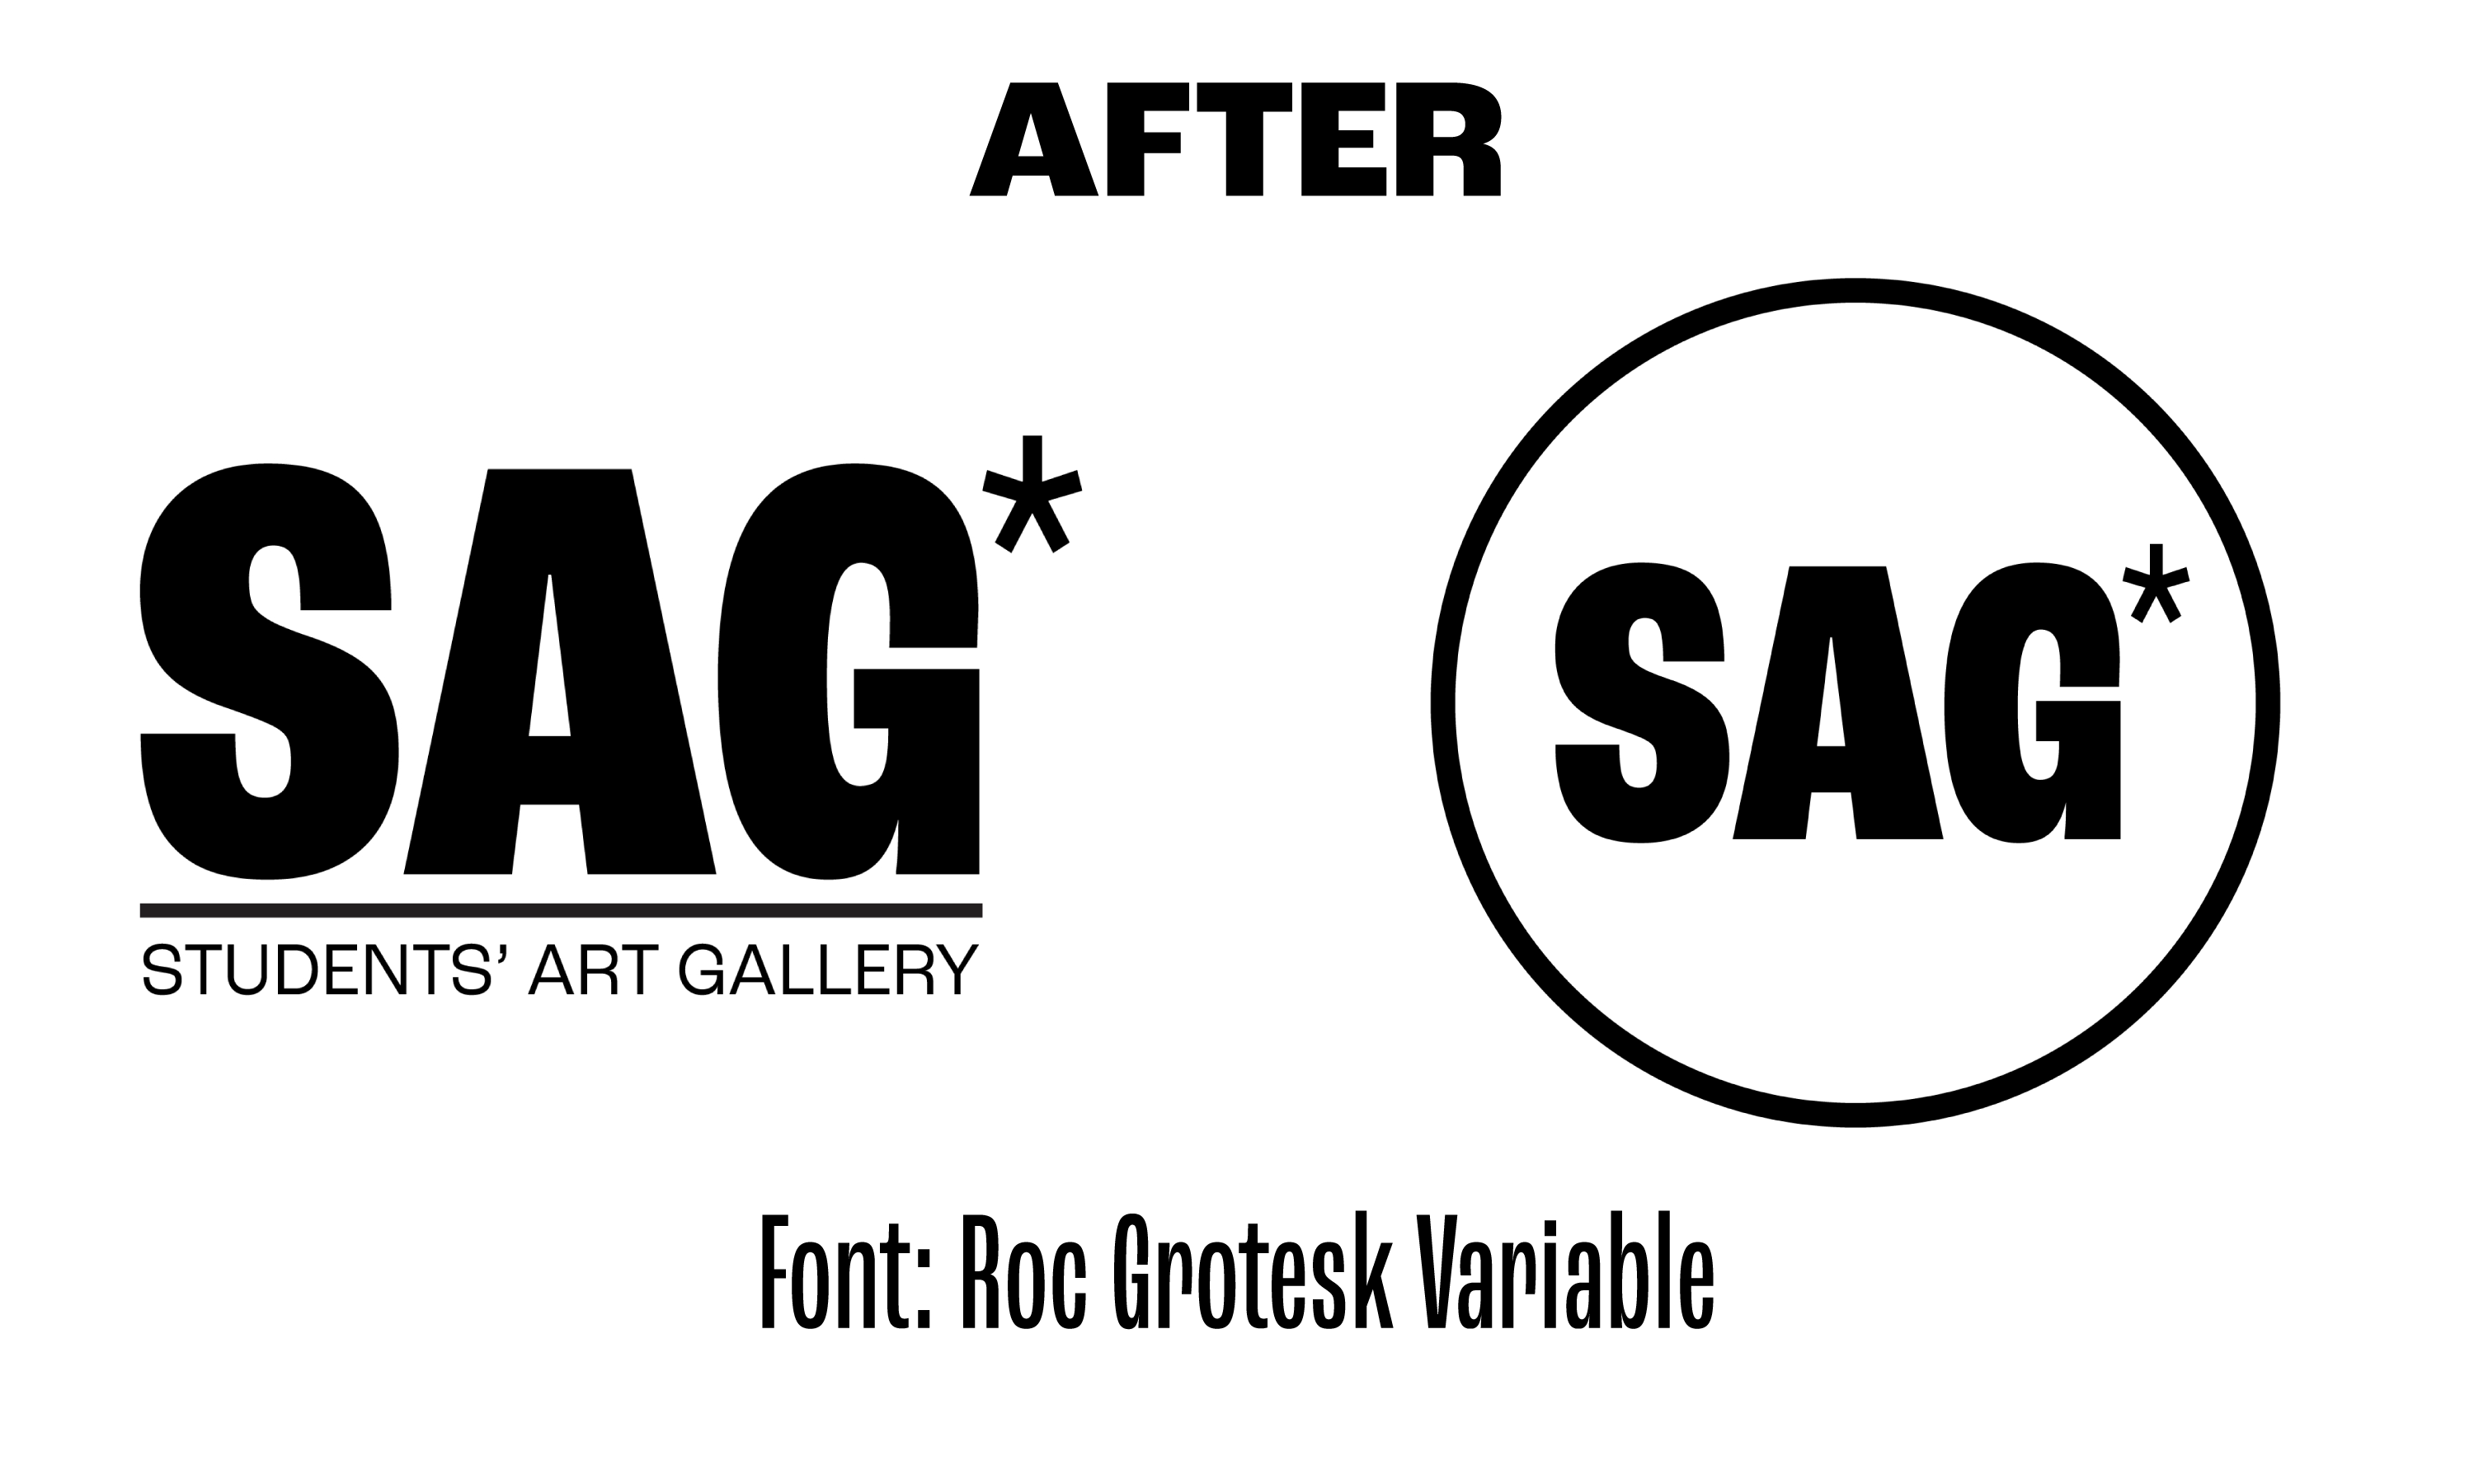 AFTER
SAG*
STUDENTS’ ART GALLERY
SAG*
Font: Roc Grotesk Variable